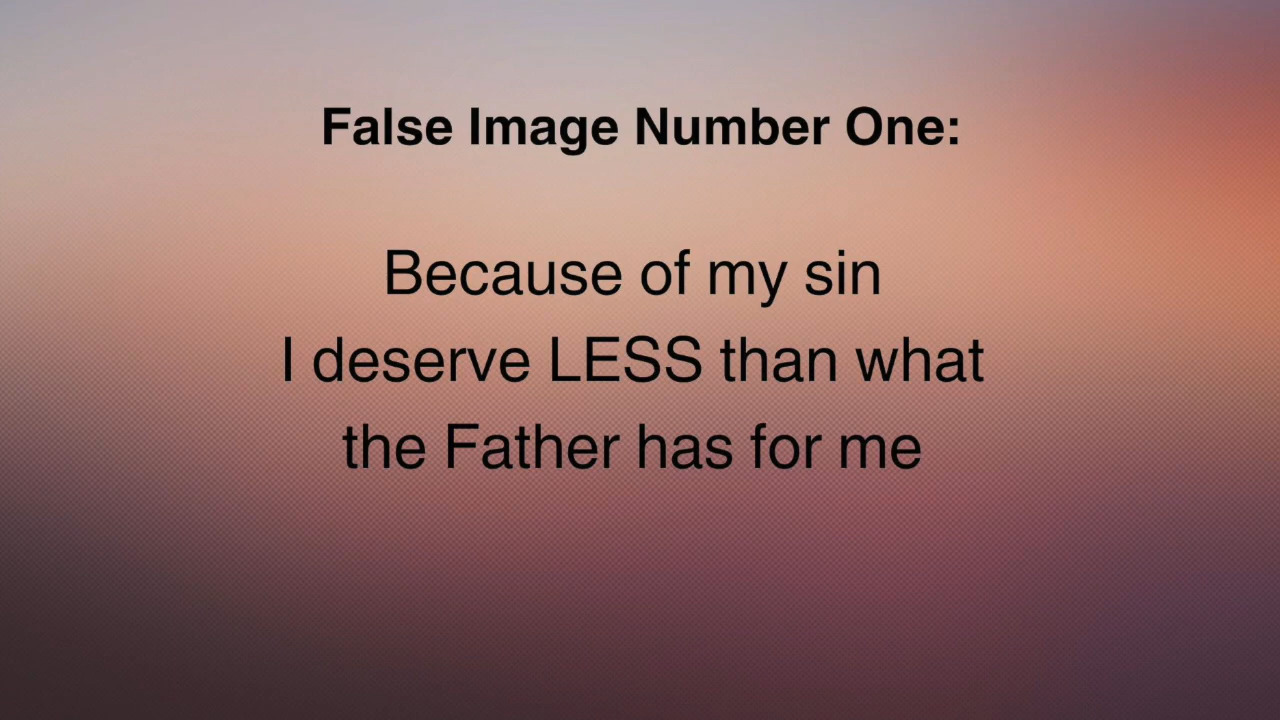 False Image Number One:
Because of my sin
I deserve LESS than what
the Father has for me